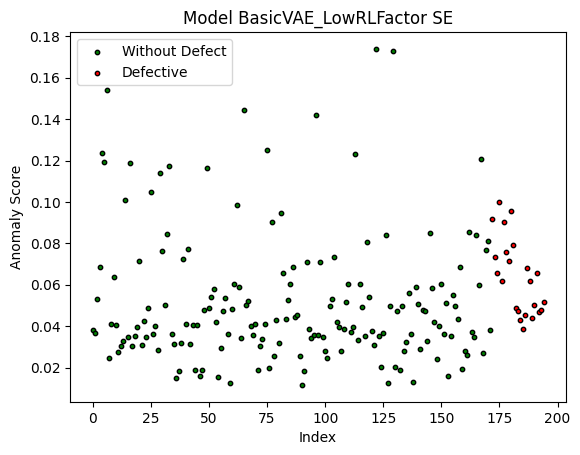 Model BasicVAE_LowRLFactor SE
Without Defect
Defective
Anomaly Score
0.18
0.16
0.14
0.12
0.10
0.08
0.06
0.04
0.02
0 25 50 75 100 125 150 175 200
Index